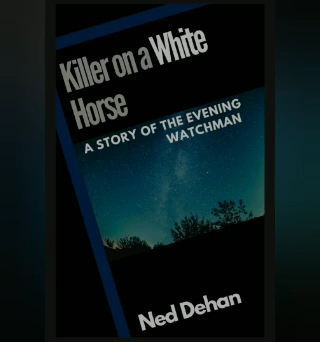 Killer on a White
Horse
A STORY OF THE EVENING
WATCHMAN
Ned Dehan